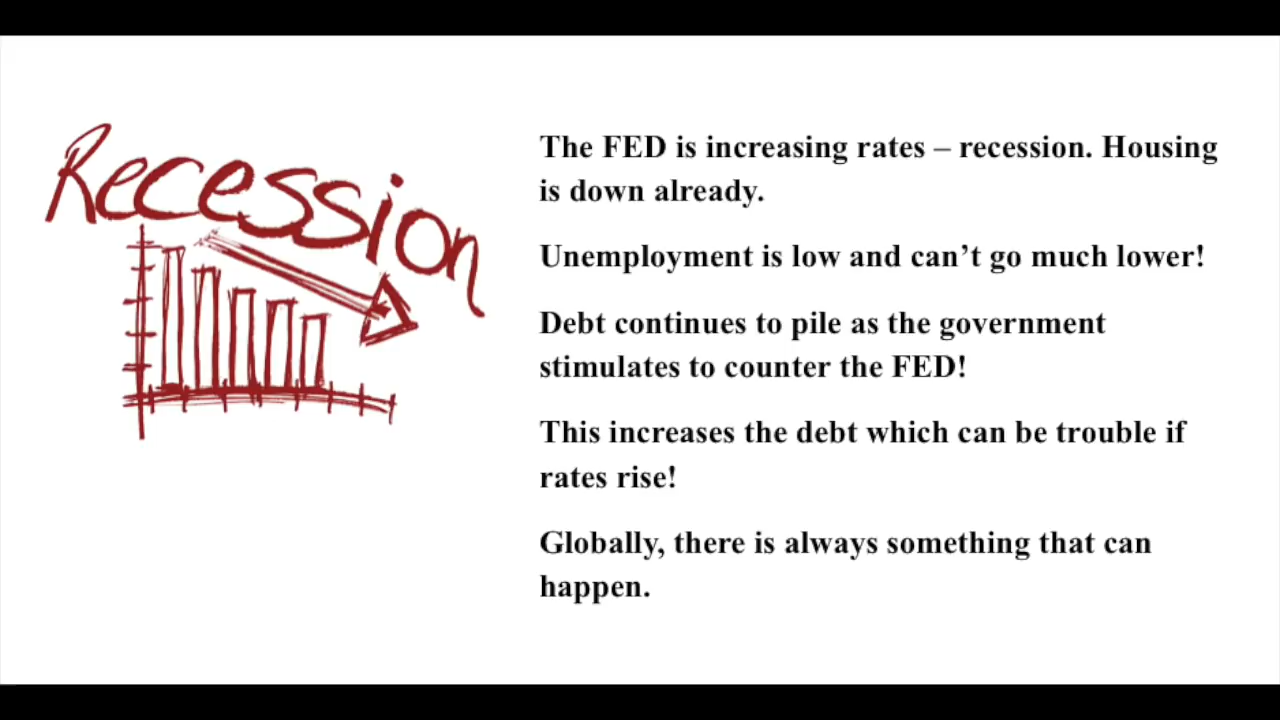 Recession
The FED is increasing rates – recession. Housing
is down already.
Unemployment is low and can’t go much lower!
Debt continues to pile as the government
stimulates to counter the FED!
This increases the debt which can be trouble if
rates rise!
Globally, there is always something that can
happen.